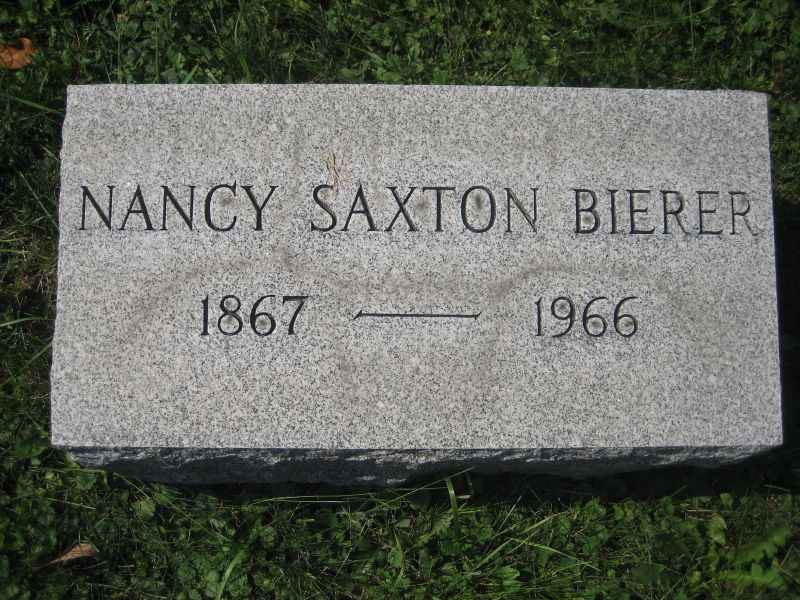 NANCY SAXTON BIERER
1867 — 1966